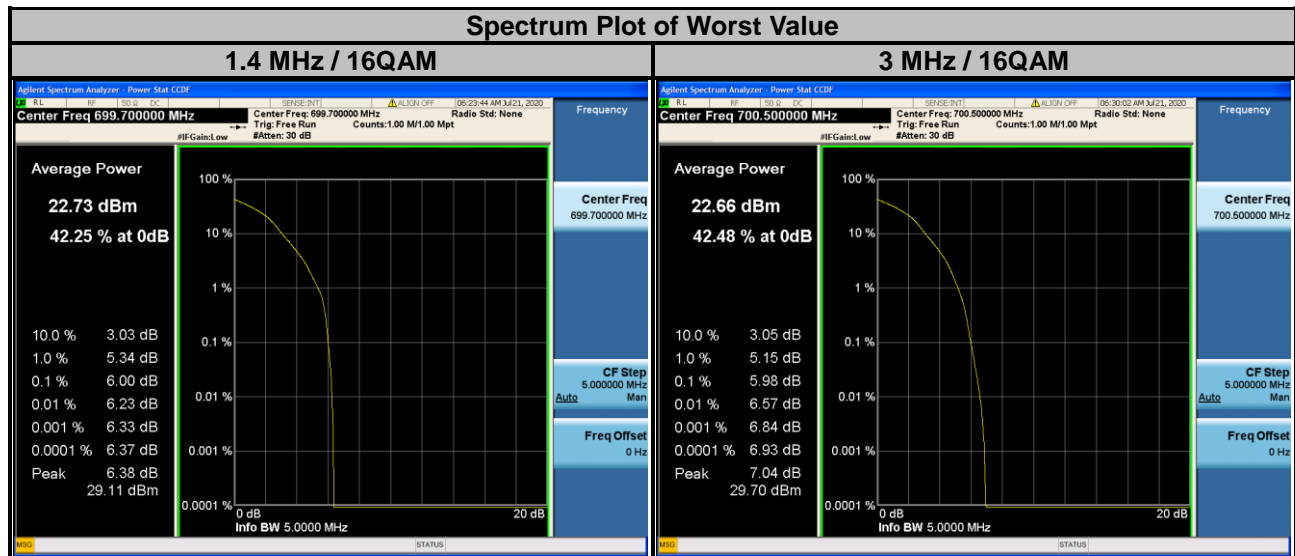 Spectrum Plot of Worst Value
1.4 MHz / 16QAM
Agilent Spectrum Analyzer - Power Stat CCDF
RL RF 50 Ω DC SENSE:INT ALIGN OFF 06:23:44 AM Jul 21, 2020
Center Freq 699.700000 MHz
Center Freq: 699.700000 MHz Radio Std: None
Trig: Free Run Counts:1.00 M/1.00 Mpt
#IFGain:Low #Atten: 30 dB
Average Power
22.73 dBm
42.25 % at 0dB
10.0 % 3.03 dB
1.0 % 5.34 dB
0.1 % 6.00 dB
0.01 % 6.23 dB
0.001 % 6.33 dB
0.0001 % 6.37 dB
Peak 6.38 dB
29.11 dBm
100 %
10 %
1 %
0.1 %
0.01 %
0.001 %
0.0001 %
0 dB 20 dB
Info BW 5.0000 MHz
Frequency
Center Freq
699.700000 MHz
CF Step
5.000000 MHz
Auto Man
Freq Offset
0 Hz
MSG STATUS
3 MHz / 16QAM
Agilent Spectrum Analyzer - Power Stat CCDF
RL RF 50 Ω DC SENSE:INT ALIGN OFF 06:30:02 AM Jul 21, 2020
Center Freq 700.500000 MHz
Center Freq: 700.500000 MHz Radio Std: None
Trig: Free Run Counts:1.00 M/1.00 Mpt
#IFGain:Low #Atten: 30 dB
Average Power
22.66 dBm
42.48 % at 0dB
10.0 % 3.05 dB
1.0 % 5.15 dB
0.1 % 5.98 dB
0.01 % 6.57 dB
0.001 % 6.84 dB
0.0001 % 6.93 dB
Peak 7.04 dB
29.70 dBm
100 %
10 %
1 %
0.1 %
0.01 %
0.001 %
0.0001 %
0 dB 20 dB
Info BW 5.0000 MHz
Frequency
Center Freq
700.500000 MHz
CF Step
5.000000 MHz
Auto Man
Freq Offset
0 Hz
MSG STATUS